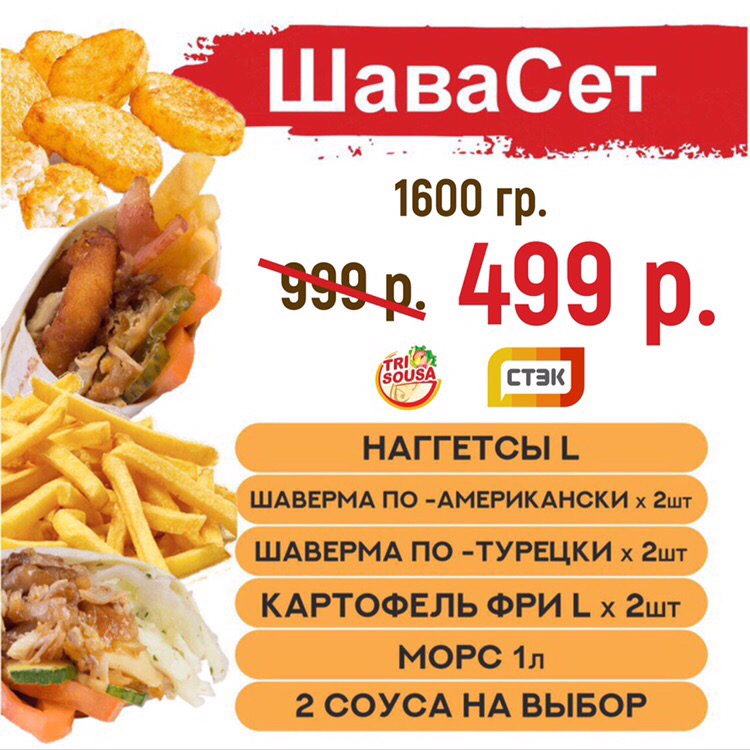 ШаваСет
1600 гр.
999 р. 499 р.
TRI
SOUSA
СТЭК
НАГГЕТСЫ L
ШАВЕРМА ПО -АМЕРИКАНСКИ х 2шт
ШАВЕРМА ПО -ТУРЕЦКИ х 2шт
КАРТОФЕЛЬ ФРИ L х 2шт
МОРС 1л
2 СОУСА НА ВЫБОР